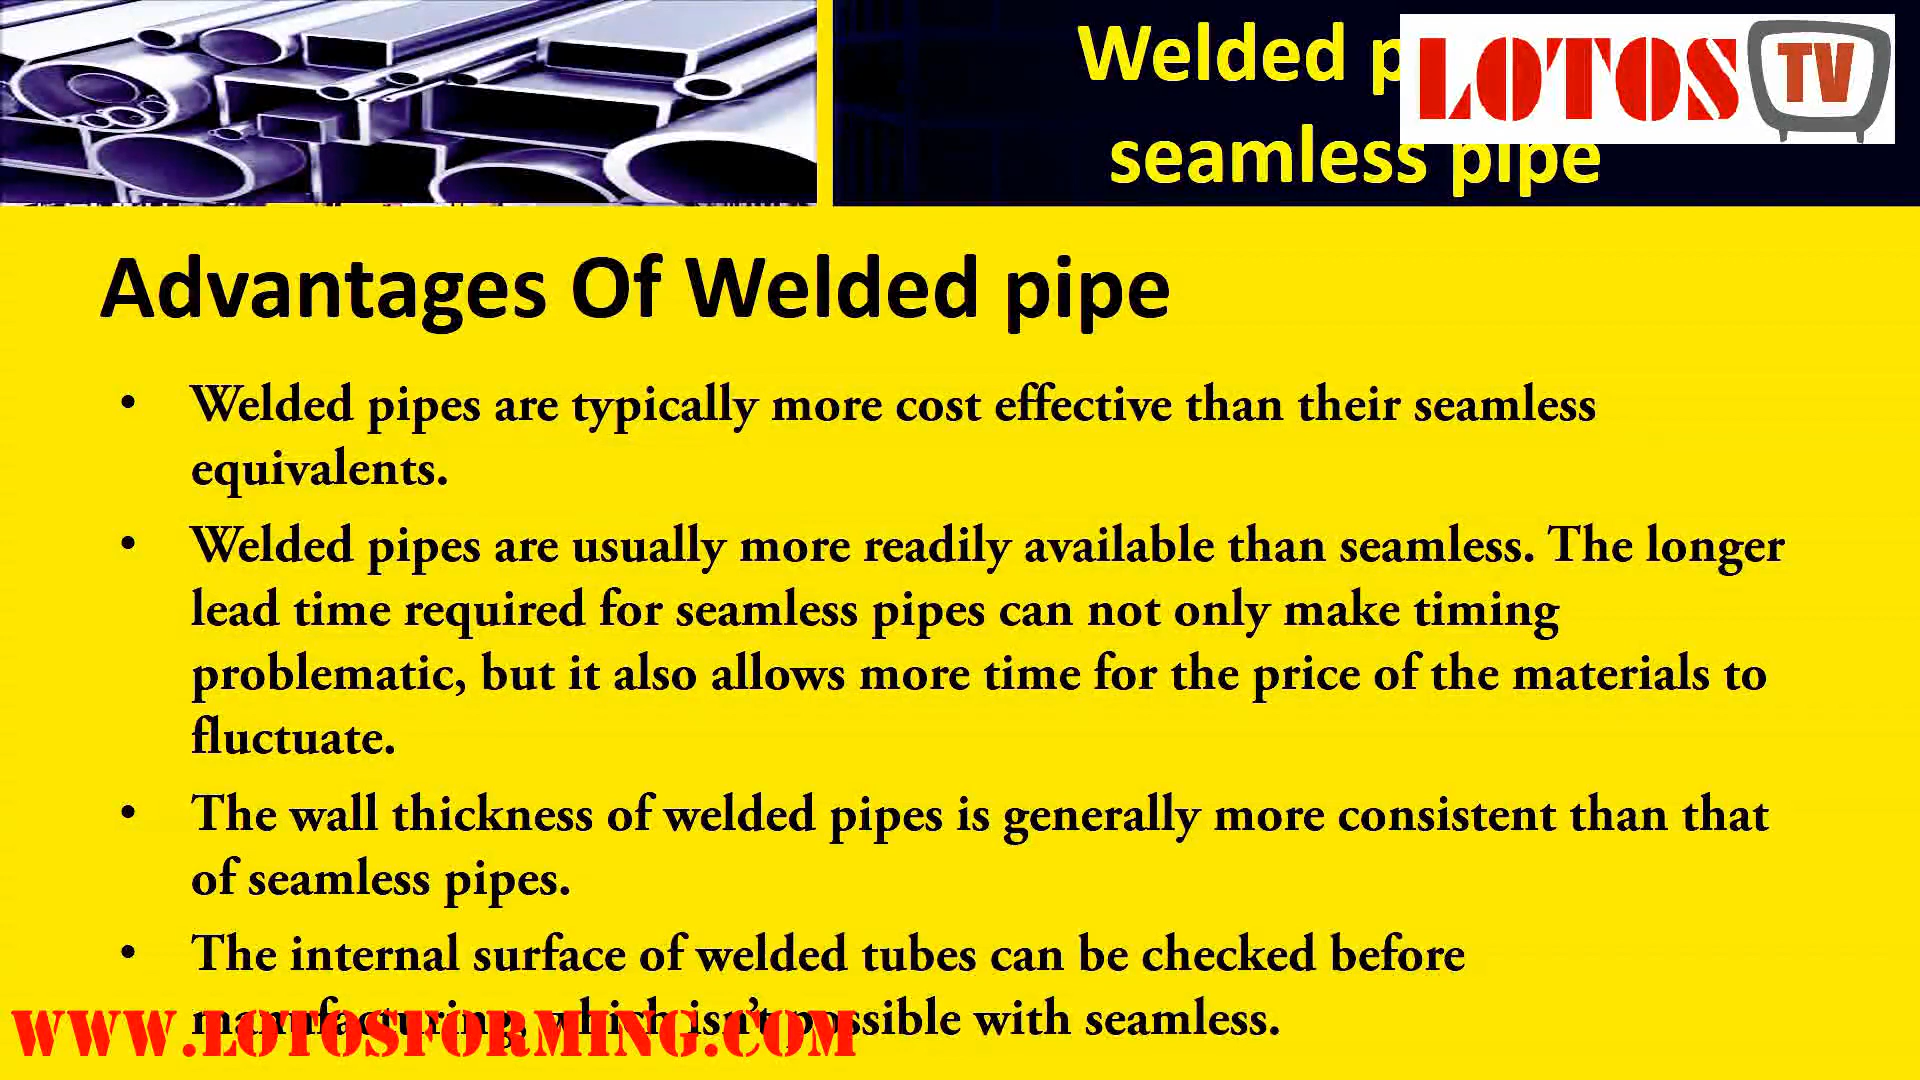 Welded p
LOTOS TV
seamless pipe
Advantages Of Welded pipe
• Welded pipes are typically more cost effective than their seamless
equivalents.
• Welded pipes are usually more readily available than seamless. The longer
lead time required for seamless pipes can not only make timing
problematic, but it also allows more time for the price of the materials to
fluctuate.
• The wall thickness of welded pipes is generally more consistent than that
of seamless pipes.
• The internal surface of welded tubes can be checked before
manufacturing, which isn't possible with seamless.
WWW.LOTOSFORMING.COM